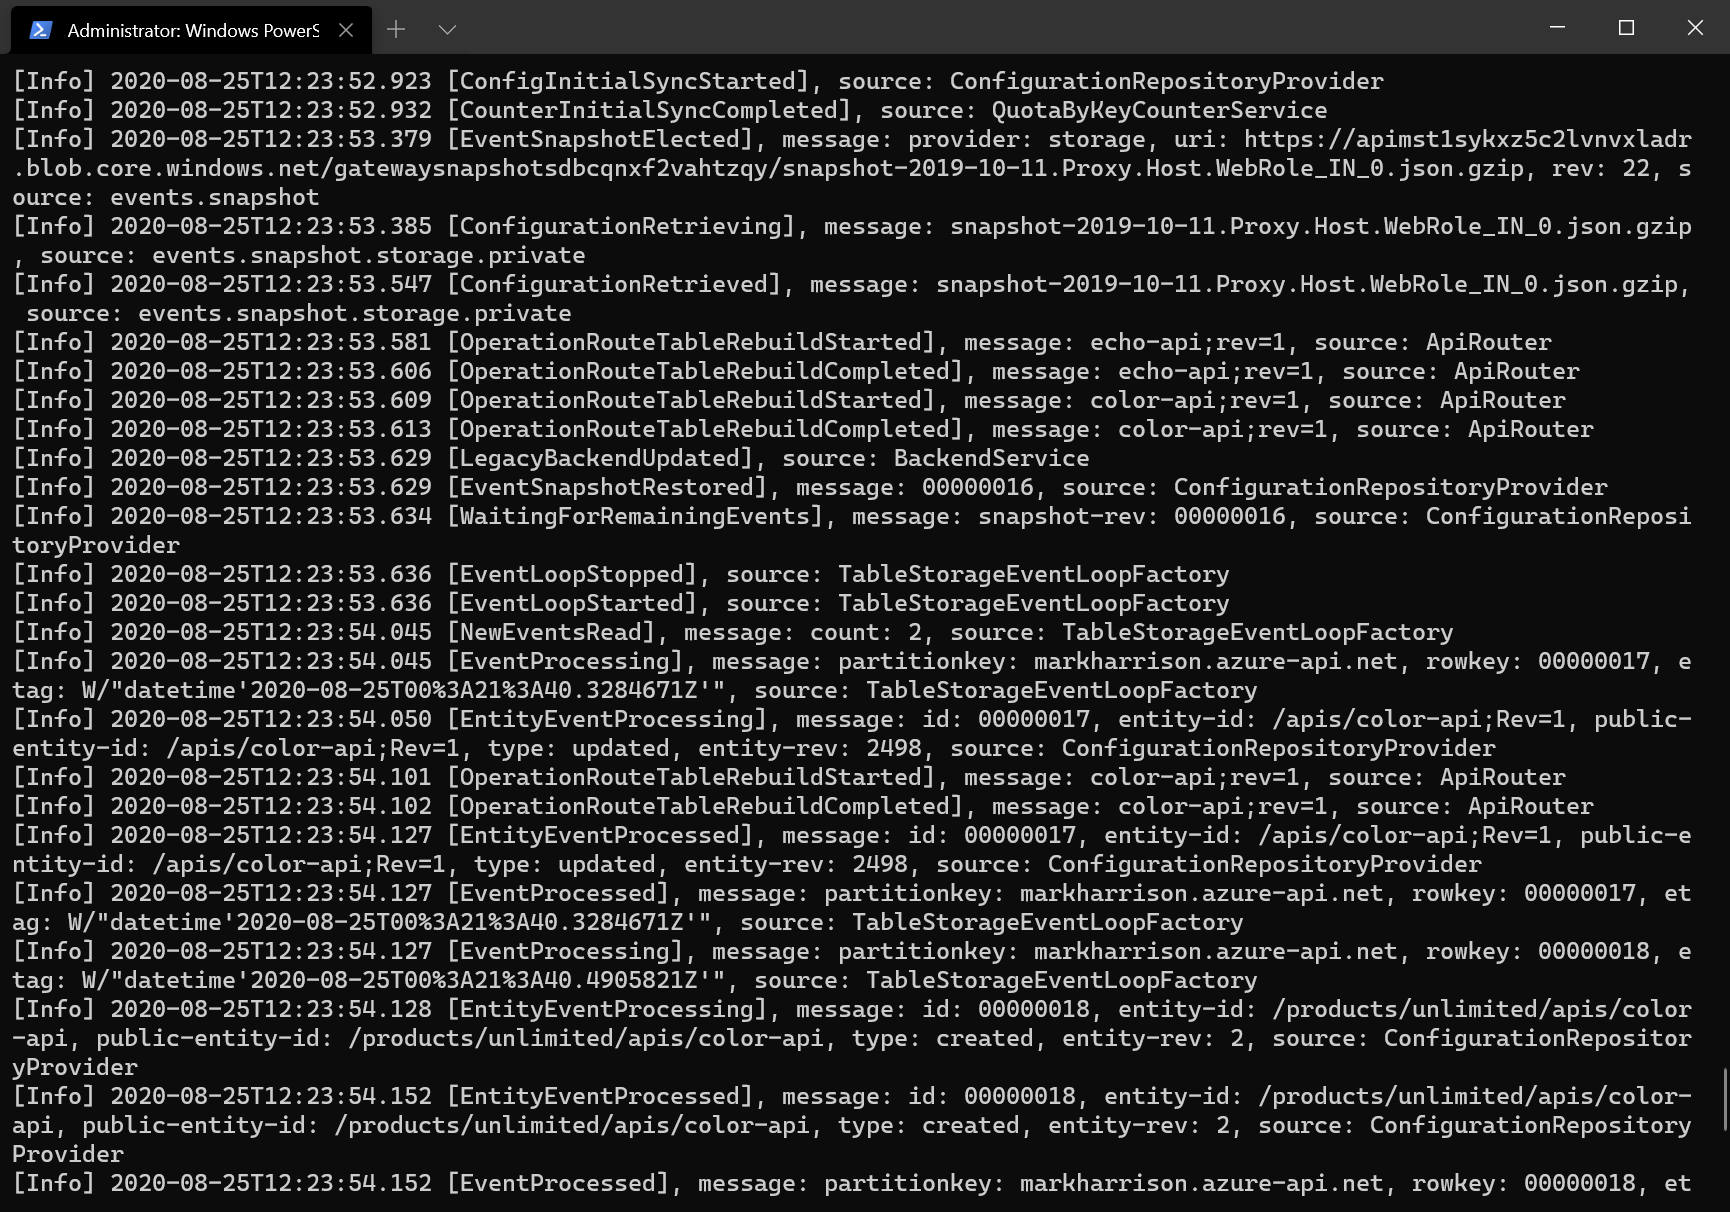 Administrator: Windows PowerS
[Info] 2020-08-25T12:23:52.923 [ConfigInitialSyncStarted], source: ConfigurationRepositoryProvider
[Info] 2020-08-25T12:23:52.932 [CounterInitialSyncCompleted], source: QuotaByKeyCounterService
[Info] 2020-08-25T12:23:53.379 [EventSnapshotElected], message: provider: storage, uri: https://apimst1sykxz5c2lvnvxladr
.blob.core.windows.net/gatewaysnapshotsdbcqnxf2vahtzqy/snapshot-2019-10-11.Proxy.Host.WebRole_IN_0.json.gzip, rev: 22, s
ource: events.snapshot
[Info] 2020-08-25T12:23:53.385 [ConfigurationRetrieving], message: snapshot-2019-10-11.Proxy.Host.WebRole_IN_0.json.gzip
, source: events.snapshot.storage.private
[Info] 2020-08-25T12:23:53.547 [ConfigurationRetrieved], message: snapshot-2019-10-11.Proxy.Host.WebRole_IN_0.json.gzip,
 source: events.snapshot.storage.private
[Info] 2020-08-25T12:23:53.581 [OperationRouteTableRebuildStarted], message: echo-api;rev=1, source: ApiRouter
[Info] 2020-08-25T12:23:53.606 [OperationRouteTableRebuildCompleted], message: echo-api;rev=1, source: ApiRouter
[Info] 2020-08-25T12:23:53.609 [OperationRouteTableRebuildStarted], message: color-api;rev=1, source: ApiRouter
[Info] 2020-08-25T12:23:53.613 [OperationRouteTableRebuildCompleted], message: color-api;rev=1, source: ApiRouter
[Info] 2020-08-25T12:23:53.629 [LegacyBackendUpdated], source: BackendService
[Info] 2020-08-25T12:23:53.629 [EventSnapshotRestored], message: 00000016, source: ConfigurationRepositoryProvider
[Info] 2020-08-25T12:23:53.634 [WaitingForRemainingEvents], message: snapshot-rev: 00000016, source: ConfigurationReposi
toryProvider
[Info] 2020-08-25T12:23:53.636 [EventLoopStopped], source: TableStorageEventLoopFactory
[Info] 2020-08-25T12:23:53.636 [EventLoopStarted], source: TableStorageEventLoopFactory
[Info] 2020-08-25T12:23:54.045 [NewEventsRead], message: count: 2, source: TableStorageEventLoopFactory
[Info] 2020-08-25T12:23:54.045 [EventProcessing], message: partitionkey: markharrison.azure-api.net, rowkey: 00000017, e
tag: W/"datetime'2020-08-25T00%3A21%3A40.3284671Z'", source: TableStorageEventLoopFactory
[Info] 2020-08-25T12:23:54.050 [EntityEventProcessing], message: id: 00000017, entity-id: /apis/color-api;Rev=1, public-
entity-id: /apis/color-api;Rev=1, type: updated, entity-rev: 2498, source: ConfigurationRepositoryProvider
[Info] 2020-08-25T12:23:54.101 [OperationRouteTableRebuildStarted], message: color-api;rev=1, source: ApiRouter
[Info] 2020-08-25T12:23:54.102 [OperationRouteTableRebuildCompleted], message: color-api;rev=1, source: ApiRouter
[Info] 2020-08-25T12:23:54.127 [EntityEventProcessed], message: id: 00000017, entity-id: /apis/color-api;Rev=1, public-e
ntity-id: /apis/color-api;Rev=1, type: updated, entity-rev: 2498, source: ConfigurationRepositoryProvider
[Info] 2020-08-25T12:23:54.127 [EventProcessed], message: partitionkey: markharrison.azure-api.net, rowkey: 00000017, et
ag: W/"datetime'2020-08-25T00%3A21%3A40.3284671Z'", source: TableStorageEventLoopFactory
[Info] 2020-08-25T12:23:54.127 [EventProcessing], message: partitionkey: markharrison.azure-api.net, rowkey: 00000018, e
tag: W/"datetime'2020-08-25T00%3A21%3A40.4905821Z'", source: TableStorageEventLoopFactory
[Info] 2020-08-25T12:23:54.128 [EntityEventProcessing], message: id: 00000018, entity-id: /products/unlimited/apis/color
-api, public-entity-id: /products/unlimited/apis/color-api, type: created, entity-rev: 2, source: ConfigurationRepositor
yProvider
[Info] 2020-08-25T12:23:54.152 [EntityEventProcessed], message: id: 00000018, entity-id: /products/unlimited/apis/color-
api, public-entity-id: /products/unlimited/apis/color-api, type: created, entity-rev: 2, source: ConfigurationRepository
Provider
[Info] 2020-08-25T12:23:54.152 [EventProcessed], message: partitionkey: markharrison.azure-api.net, rowkey: 00000018, et